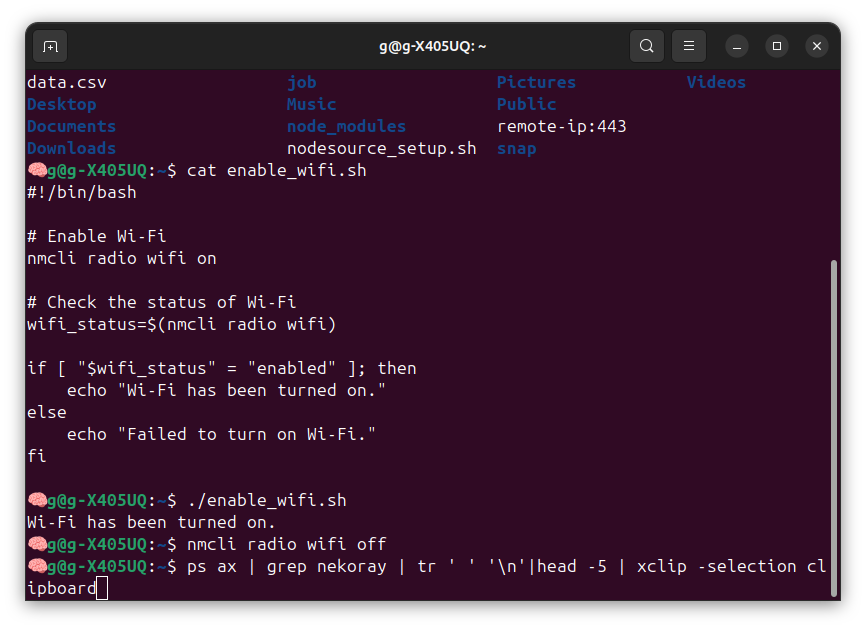 g@g-X405UQ: ~
data.csv job Pictures Videos
Desktop Music Public
Documents node_modules remote-ip:443
Downloads nodesource_setup.sh snap
🧠g@g-X405UQ:~$ cat enable_wifi.sh
#!/bin/bash

# Enable Wi-Fi
nmcli radio wifi on

# Check the status of Wi-Fi
wifi_status=$(nmcli radio wifi)

if [ "$wifi_status" = "enabled" ]; then
    echo "Wi-Fi has been turned on."
else
    echo "Failed to turn on Wi-Fi."
fi

🧠g@g-X405UQ:~$ ./enable_wifi.sh
Wi-Fi has been turned on.
🧠g@g-X405UQ:~$ nmcli radio wifi off
🧠g@g-X405UQ:~$ ps ax | grep nekoray | tr ' ' '\n'|head -5 | xclip -selection cl
ipboard